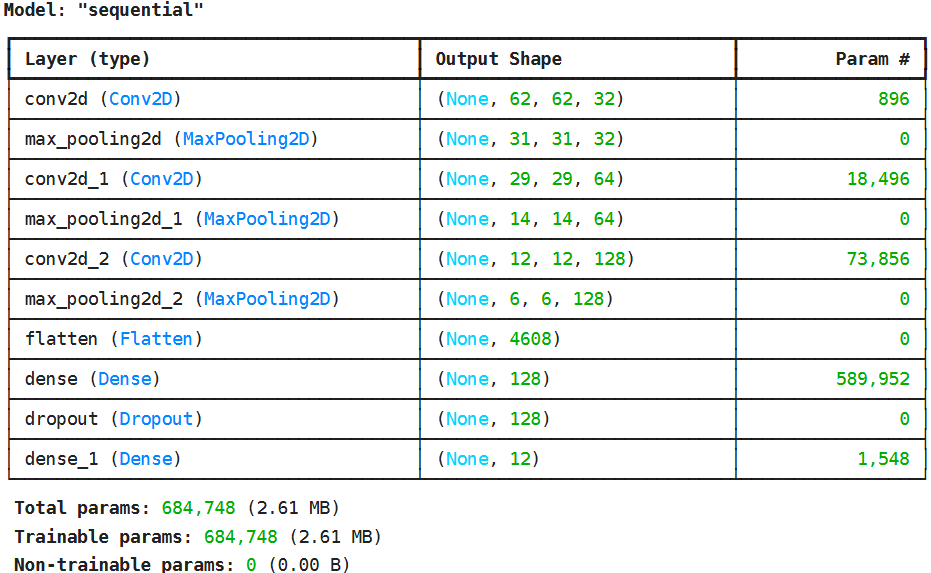 Model: "sequential"
Layer (type) Output Shape Param #
conv2d (Conv2D) (None, 62, 62, 32) 896
max_pooling2d (MaxPooling2D) (None, 31, 31, 32) 0
conv2d_1 (Conv2D) (None, 29, 29, 64) 18,496
max_pooling2d_1 (MaxPooling2D) (None, 14, 14, 64) 0
conv2d_2 (Conv2D) (None, 12, 12, 128) 73,856
max_pooling2d_2 (MaxPooling2D) (None, 6, 6, 128) 0
flatten (Flatten) (None, 4608) 0
dense (Dense) (None, 128) 589,952
dropout (Dropout) (None, 128) 0
dense_1 (Dense) (None, 12) 1,548
Total params: 684,748 (2.61 MB)
Trainable params: 684,748 (2.61 MB)
Non-trainable params: 0 (0.00 B)